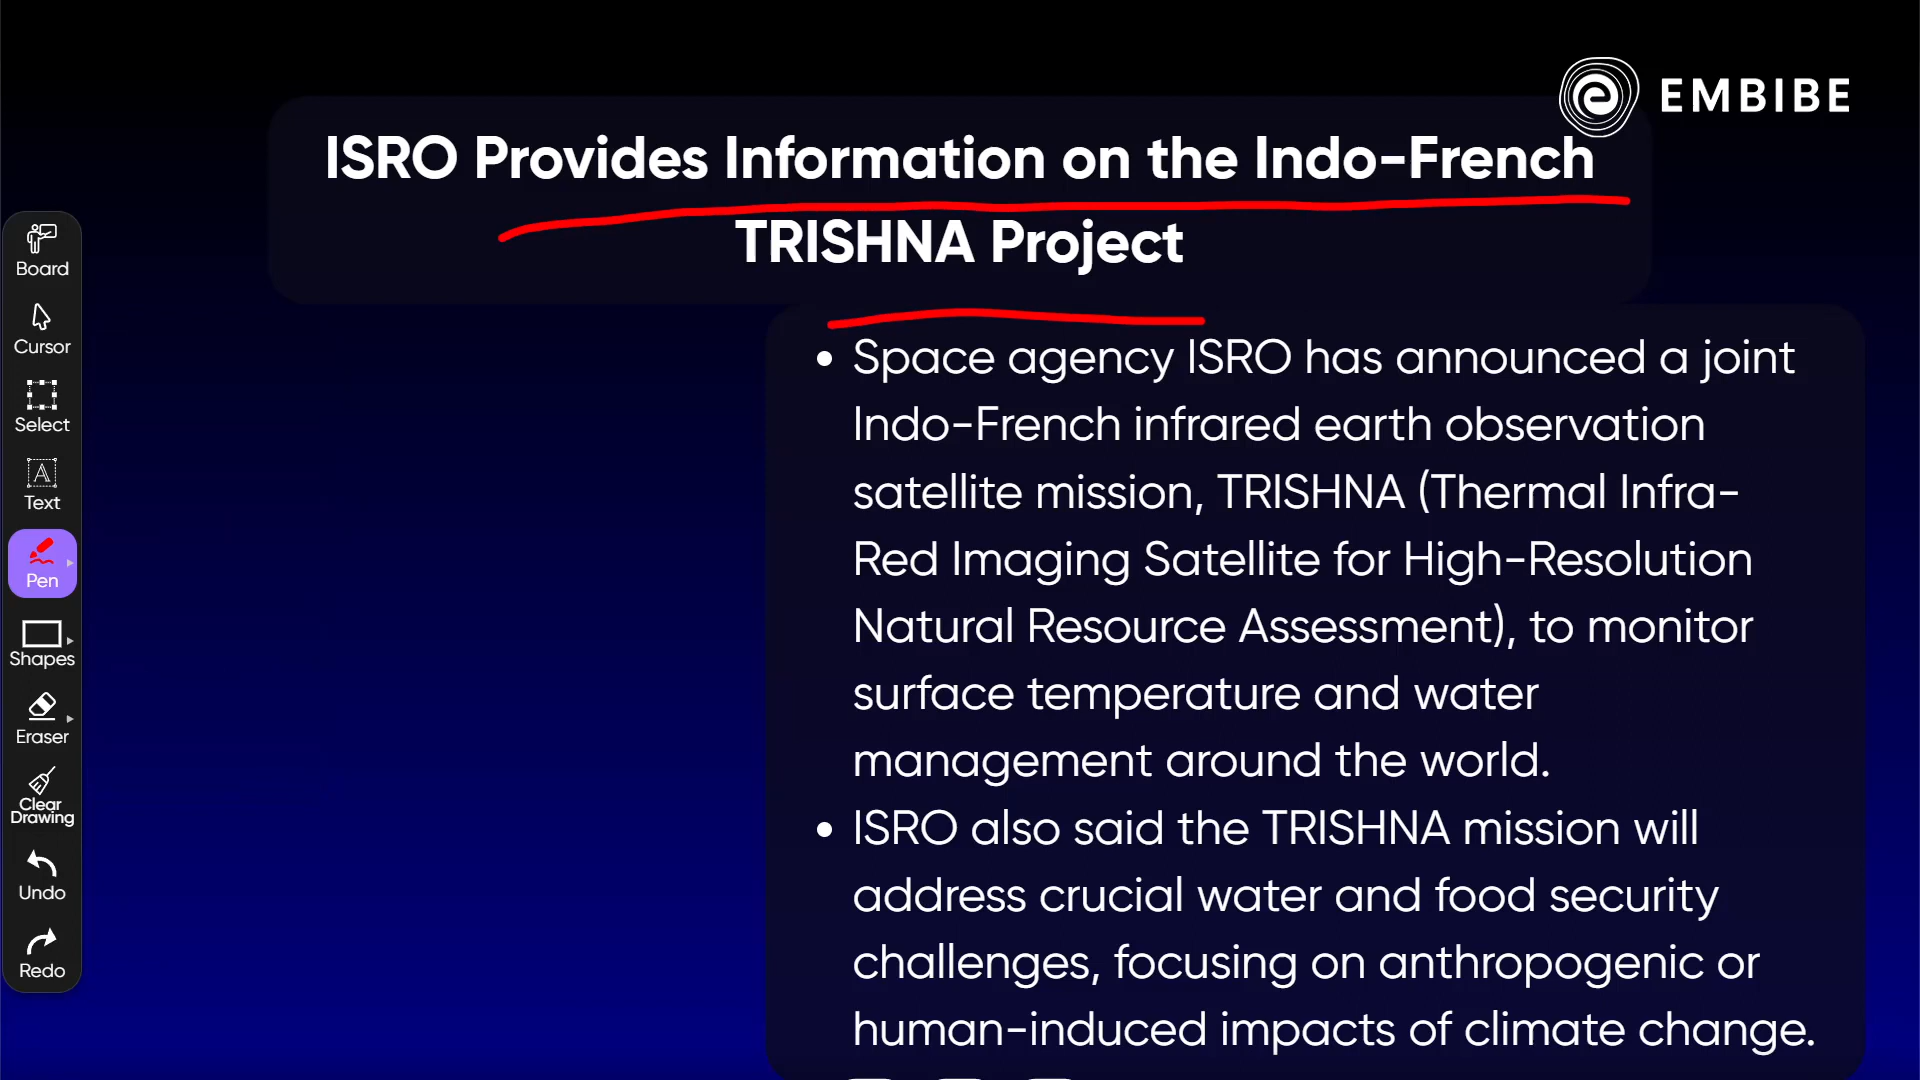 EMBIBE
ISRO Provides Information on the Indo-French
TRISHNA Project
Board
Cursor
Select
Text
Pen
Shapes
Eraser
Clear
Drawing
Undo
Redo
• Space agency ISRO has announced a joint
Indo-French infrared earth observation
satellite mission, TRISHNA (Thermal Infra-
Red Imaging Satellite for High-Resolution
Natural Resource Assessment), to monitor
surface temperature and water
management around the world.
• ISRO also said the TRISHNA mission will
address crucial water and food security
challenges, focusing on anthropogenic or
human-induced impacts of climate change.